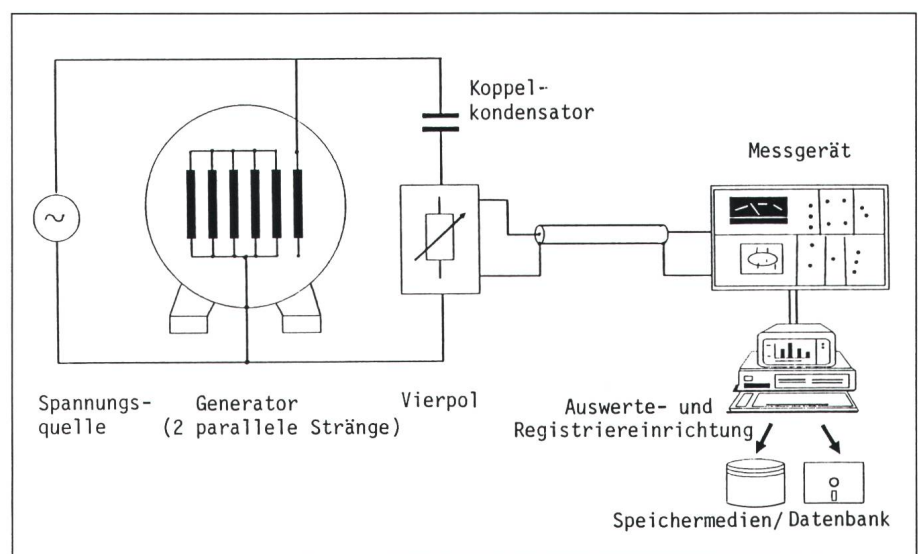 Koppel-
kondensator
Messgerät
Spannungs-
quelle
Generator
(2 parallele Stränge)
Vierpol
Auswerte- und
Registriereinrichtung
Speichermedien/Datenbank